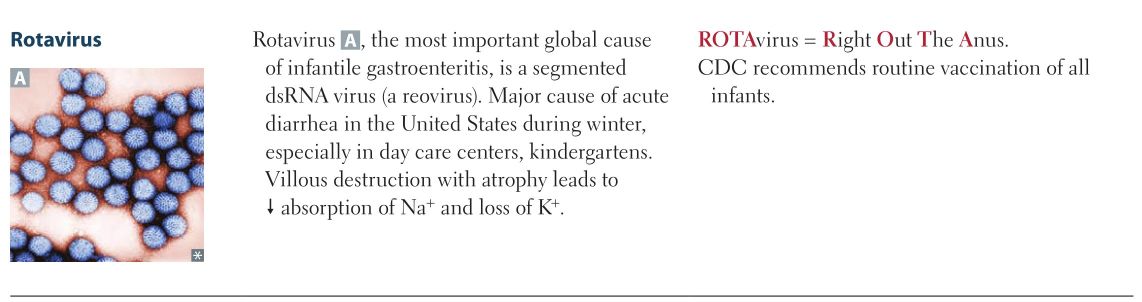 Rotavirus
A
*
Rotavirus A, the most important global cause
of infantile gastroenteritis, is a segmented
dsRNA virus (a reovirus). Major cause of acute
diarrhea in the United States during winter,
especially in day care centers, kindergartens.
Villous destruction with atrophy leads to
↓ absorption of Na⁺ and loss of K⁺.
ROTAvirus = Right Out The Anus.
CDC recommends routine vaccination of all
infants.